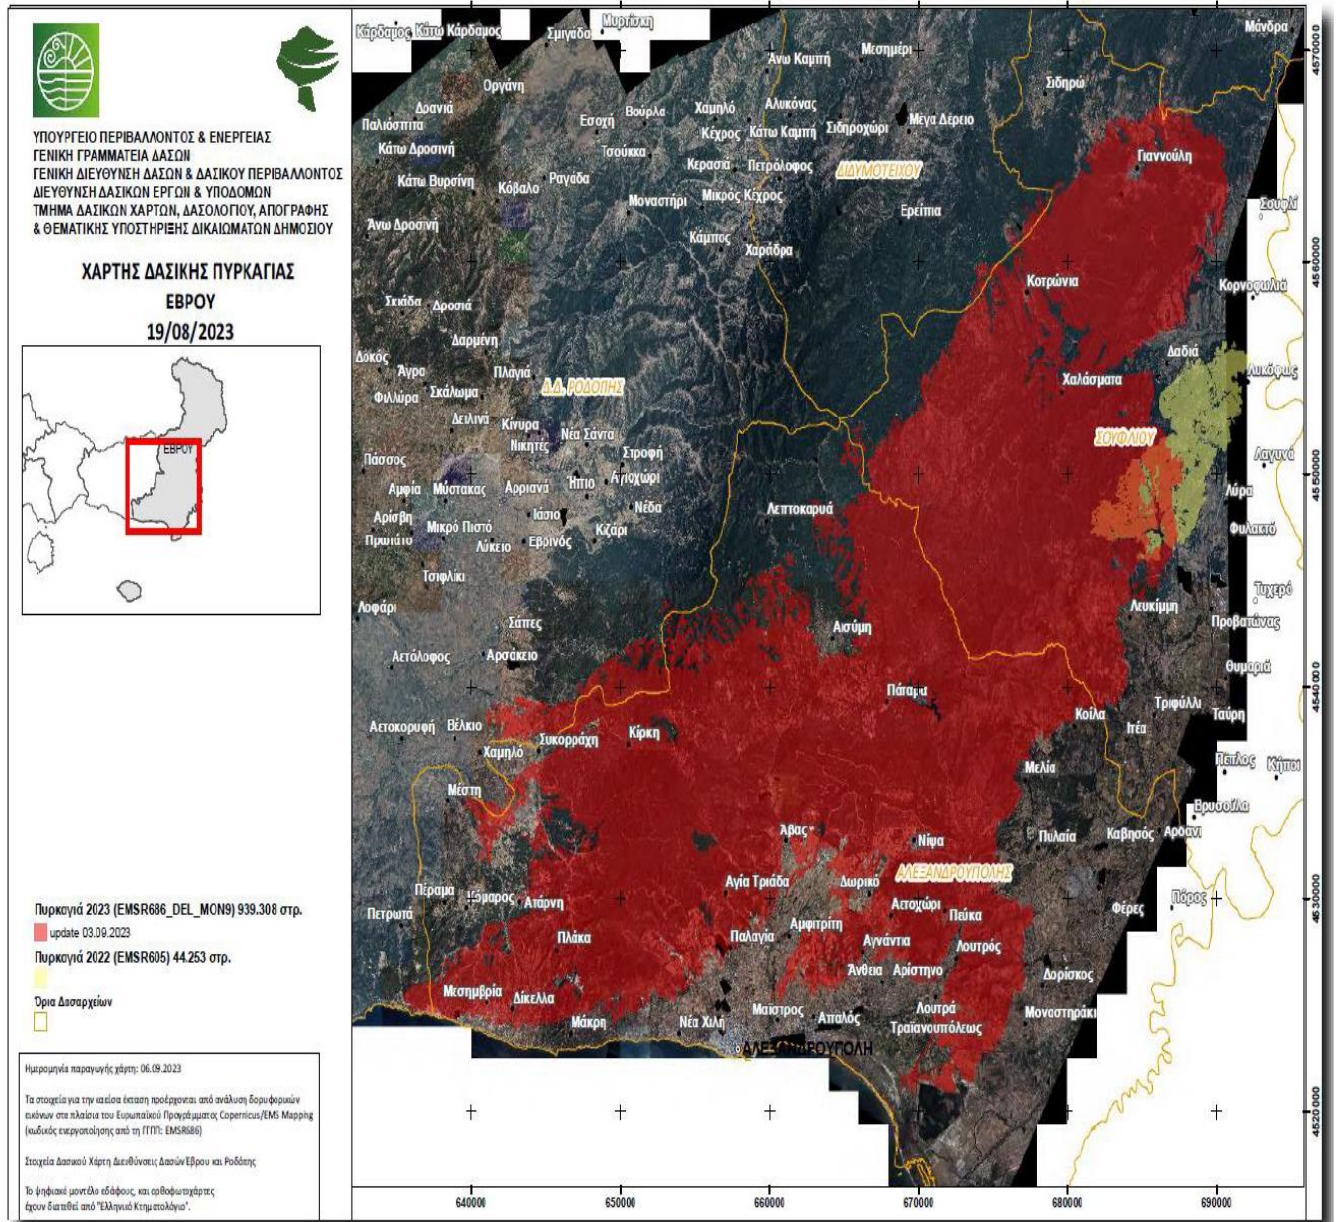 ΥΠΟΥΡΓΕΙΟ ΠΕΡΙΒΑΛΛΟΝΤΟΣ & ΕΝΕΡΓΕΙΑΣ
ΓΕΝΙΚΗ ΓΡΑΜΜΑΤΕΙΑ ΔΑΣΩΝ
ΓΕΝΙΚΗ ΔΙΕΥΘΥΝΣΗ ΔΑΣΩΝ & ΔΑΣΙΚΟΥ ΠΕΡΙΒΑΛΛΟΝΤΟΣ
ΔΙΕΥΘΥΝΣΗ ΔΑΣΙΚΩΝ ΕΡΓΩΝ & ΥΠΟΔΟΜΩΝ
ΤΜΗΜΑ ΔΑΣΙΚΩΝ ΧΑΡΤΩΝ, ΔΑΣΟΛΟΓΙΟΥ, ΑΠΟΓΡΑΦΗΣ
& ΘΕΜΑΤΙΚΗΣ ΥΠΟΣΤΗΡΙΞΗΣ ΔΙΚΑΙΩΜΑΤΩΝ ΔΗΜΟΣΙΟΥ
ΧΑΡΤΗΣ ΔΑΣΙΚΗΣ ΠΥΡΚΑΓΙΑΣ
ΕΒΡΟΥ
19/08/2023
ΕΒΡΟΥ
Πυρκαγιά 2023 (EMSR686_DEL_MON9) 939.308 στρ.
update 03.09.2023
Πυρκαγιά 2022 (EMSR605) 44.253 στρ.
Όρια Δασαρχείων
Ημερομηνία παραγωγής χάρτη: 06.09.2023
Τα στοιχεία για την καείσα έκταση προέρχονται από ανάλυση δορυφορικών
εικόνων στα πλαίσια του Ευρωπαϊκού Προγράμματος Copernicus/EMS Mapping
(κωδικός ενεργοποίησης από τη ΓΓΠΠ: EMSR686)
Στοιχεία Δασικού Χάρτη Διευθύνσεις Δασών Έβρου και Ροδόπης
Το ψηφιακό μοντέλο εδάφους, και ορθοφωτοχάρτες
έχουν διατεθεί από "Ελληνικό Κτηματολόγιο".
Κάρδαμος Κάτω Κάρδαμος
Σμιγάδα
Μυρτίσκη
Μάνδρα
Μεσημέρι
Άνω Καμπή
Σιδηρώ
Οργάνη
Δρανιά
Παλιόσπιτα
Εσοχή
Βούρλα
Χαμηλό
Αλυκόνας
Κέχρος
Κάτω Καμπή
Σιδηροχώρι
Μέγα Δέρειο
Κάτω Δροσινή
Τσούκκα
Κερασιά
Πετρόλοφος
Γιαννούλη
ΔΙΔΥΜΟΤΕΙΧΟΥ
Κάτω Βυρσίνη
Κόβαλο
Ραγάδα
Μοναστήρι
Μικρός Κέχρος
Ερείπια
Σουφλί
Άνω Δροσινή
Κάμπος
Χαράδρα
Κοτρώνια
Κορνοφωλιά
Σκιάδα
Δροσιά
Δαρμένη
Δαδιά
Δοκός
Άγρα
Πλαγιά
Δ.Δ. ΡΟΔΟΠΗΣ
Χαλάσματα
Λυκόφως
Φιλλύρα
Σκάλωμα
Δειλινά
Κίνυρα
Νικητές
Νέα Σάντα
ΣΟΥΦΛΙΟΥ
Στροφή
Λαγυνά
Πάσσος
Αμφία
Μύστακας
Αρριανά
Ήπιο
Αγιοχώρι
Λύρα
Αρίσβη
Μικρό Πιστό
Ιάσιο
Νέδα
Λεπτοκαρυά
Φυλακτό
Πρωτάτο
Λύκειο
Εβρινός
Κιζάρι
Τσιφλίκι
Τυχερό
Λοφάρι
Σάπες
Αισύμη
Λευκίμμη
Προβατώνας
Αετόλοφος
Αρσάκειο
Θυμαριά
Πάταμα
Τριφύλλι
Αετοκορυφή
Βέλκιο
Συκορράχη
Κίρκη
Κοίλα
Ιτέα
Ταύρη
Χαμηλό
Μελία
Πέπλος
Κήποι
Μέστη
Βρυσούλα
Άβας
Νίψα
Πυλαία
Καβησός
Αρδάνι
Πέραμα
Κόμαρος
Ατάρνη
Αγία Τριάδα
Δωρικό
ΑΛΕΞΑΝΔΡΟΥΠΟΛΗΣ
Πόρος
Πετρωτά
Αετοχώρι
Πεύκα
Φέρες
Πλάκα
Παλαγία
Αμφιτρίτη
Αγνάντια
Λουτρός
Άνθεια
Αρίστηνο
Δορίσκος
Μεσημβρία
Δίκελλα
Μάκρη
Νέα Χιλή
Μαΐστρος
Απαλός
Λουτρά
Τραϊανουπόλεως
Μοναστηράκι
ΑΛΕΞΑΝΔΡΟΥΠΟΛΗ
4570000
4560000
4550000
4540000
4530000
4520000
640000
650000
660000
670000
680000
690000